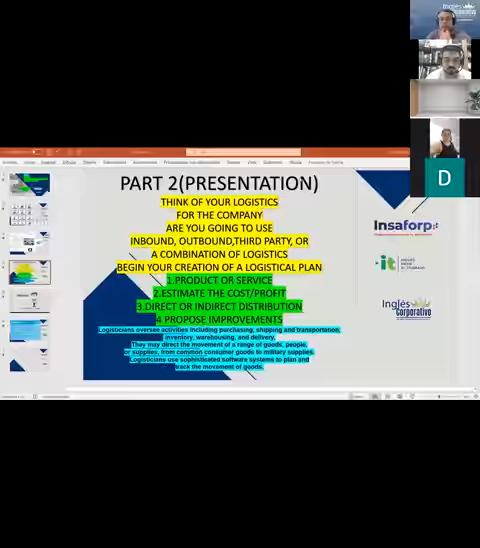 Inglés
Corporativo
D
PART 2(PRESENTATION)
THINK OF YOUR LOGISTICS
FOR THE COMPANY
ARE YOU GOING TO USE
INBOUND, OUTBOUND,THIRD PARTY, OR
A COMBINATION OF LOGISTICS
BEGIN YOUR CREATION OF A LOGISTICAL PLAN
1.PRODUCT OR SERVICE
2.ESTIMATE THE COST/PROFIT
3.DIRECT OR INDIRECT DISTRIBUTION
4.PROPOSE IMPROVEMENTS
Logisticians oversee activities including purchasing, shipping and transportation,
inventory, warehousing, and delivery.
They may direct the movement of a range of goods, people,
or supplies, from common consumer goods to military supplies.
Logisticians use sophisticated software systems to plan and
track the movement of goods.
Insaforp
it
Inglés
Corporativo